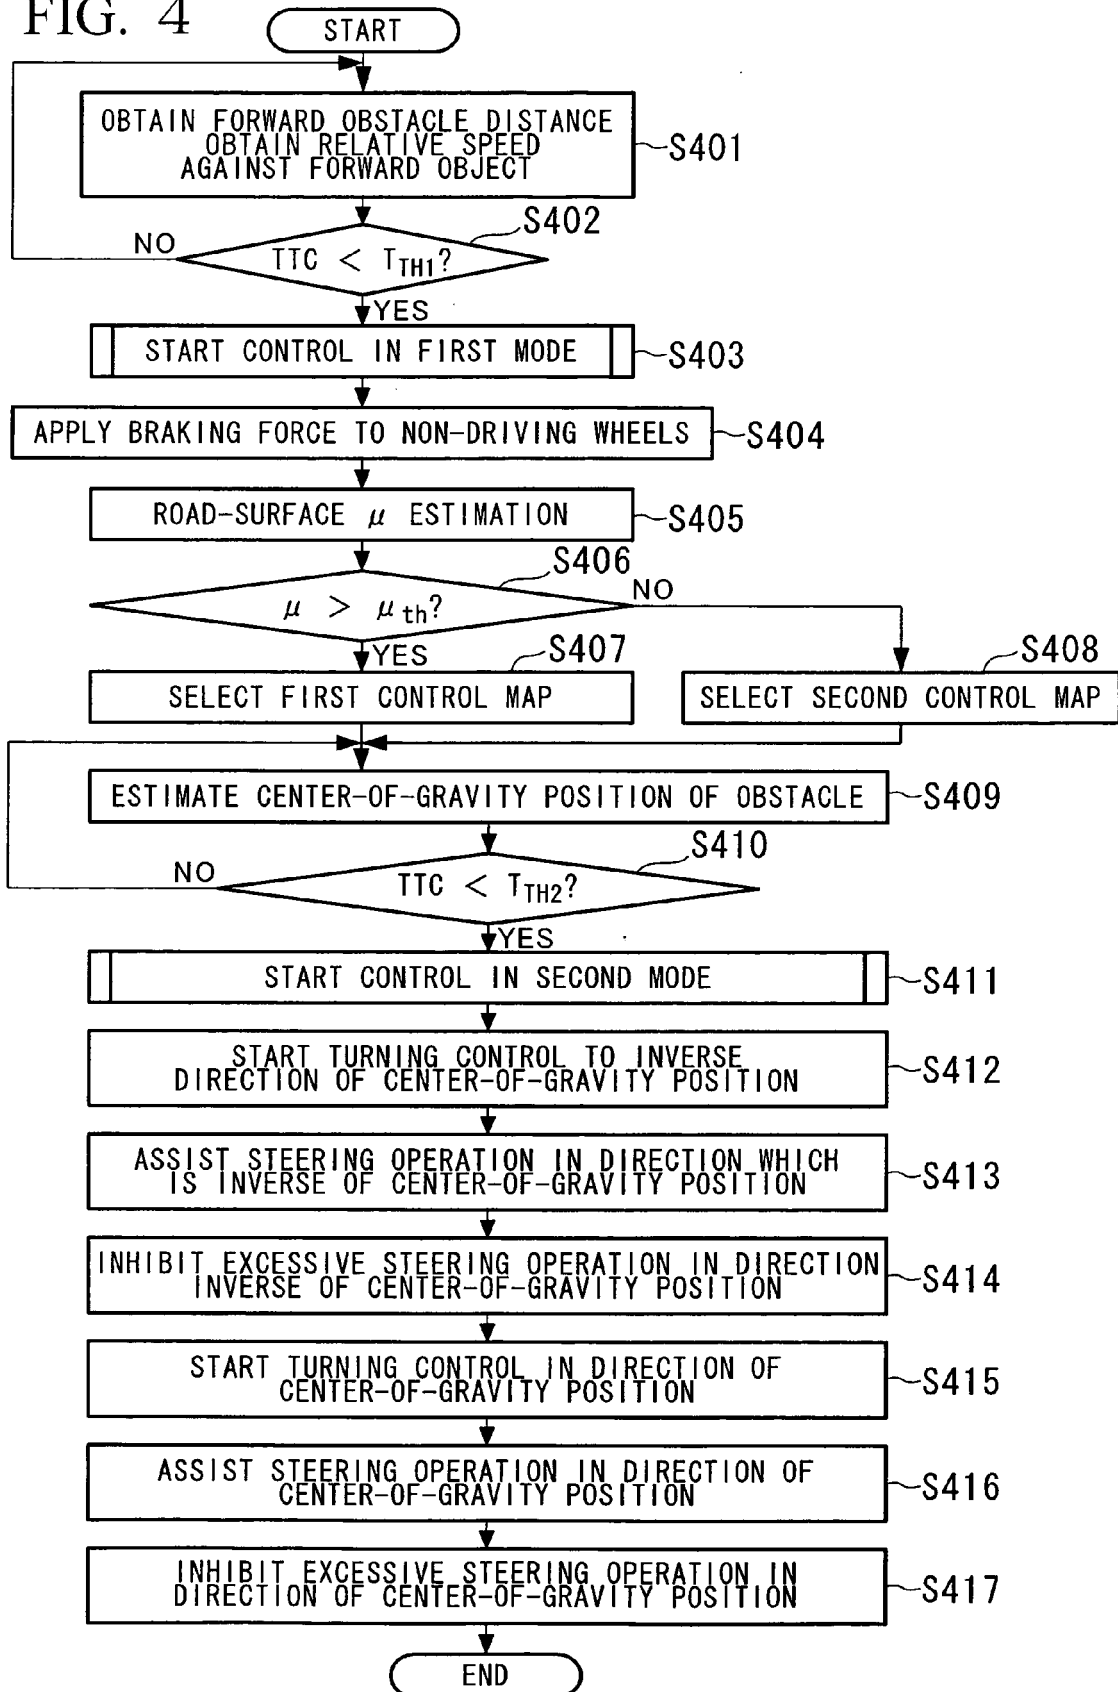 FIG. 4
START
OBTAIN FORWARD OBSTACLE DISTANCE
OBTAIN RELATIVE SPEED
AGAINST FORWARD OBJECT
S401
S402
TTC < TTH1?
NO
YES
START CONTROL IN FIRST MODE
S403
APPLY BRAKING FORCE TO NON-DRIVING WHEELS
S404
ROAD-SURFACE μ ESTIMATION
S405
S406
μ > μth?
NO
YES
S407
SELECT FIRST CONTROL MAP
S408
SELECT SECOND CONTROL MAP
ESTIMATE CENTER-OF-GRAVITY POSITION OF OBSTACLE
S409
S410
TTC < TTH2?
NO
YES
START CONTROL IN SECOND MODE
S411
START TURNING CONTROL TO INVERSE
DIRECTION OF CENTER-OF-GRAVITY POSITION
S412
ASSIST STEERING OPERATION IN DIRECTION WHICH
IS INVERSE OF CENTER-OF-GRAVITY POSITION
S413
INHIBIT EXCESSIVE STEERING OPERATION IN DIRECTION
INVERSE OF CENTER-OF-GRAVITY POSITION
S414
START TURNING CONTROL IN DIRECTION OF
CENTER-OF-GRAVITY POSITION
S415
ASSIST STEERING OPERATION IN DIRECTION OF
CENTER-OF-GRAVITY POSITION
S416
INHIBIT EXCESSIVE STEERING OPERATION IN
DIRECTION OF CENTER-OF-GRAVITY POSITION
S417
END